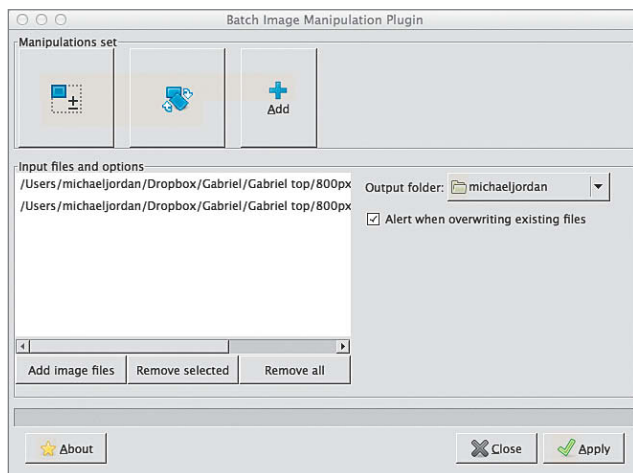 Batch Image Manipulation Plugin
Manipulations set
Add
Input files and options
/Users/michaeljordan/Dropbox/Gabriel/Gabriel top/800px
/Users/michaeljordan/Dropbox/Gabriel/Gabriel top/800px
Output folder: michaeljordan
Alert when overwriting existing files
Add image files Remove selected Remove all
About Close Apply